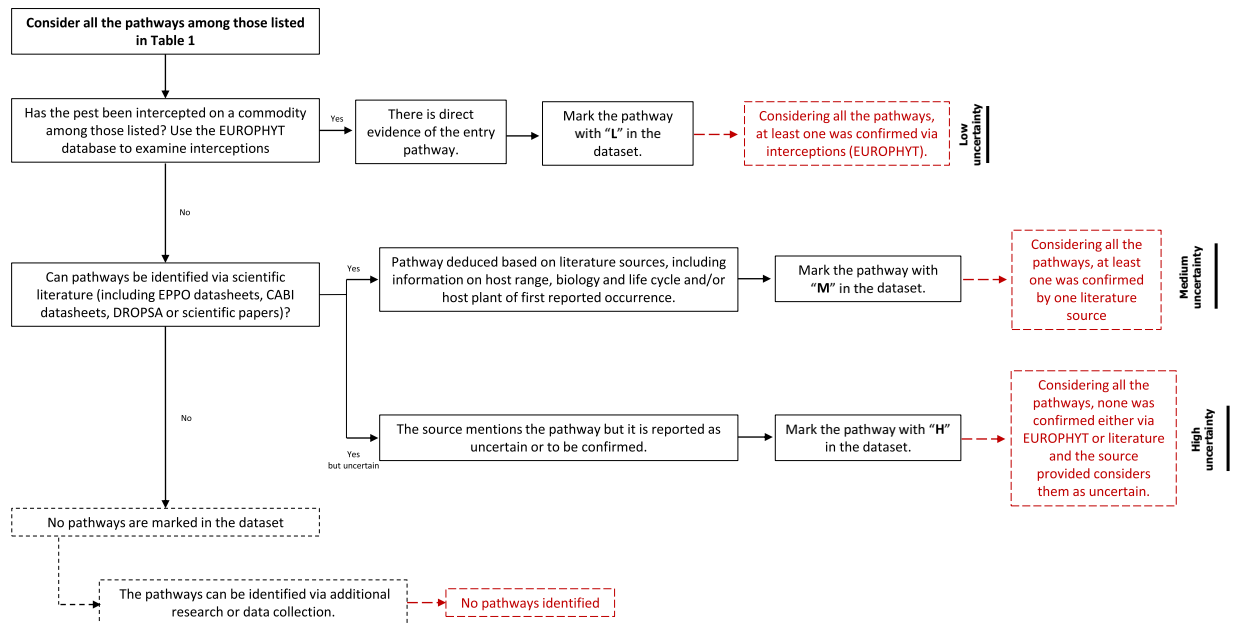 Consider all the pathways among those listed
in Table 1
Has the pest been intercepted on a commodity
among those listed? Use the EUROPHYT
database to examine interceptions
Yes
There is direct
evidence of the entry
pathway.
Mark the pathway
with “L” in the
dataset.
Considering all the pathways,
at least one was confirmed via
interceptions (EUROPHYT).
Low
uncertainty
No
Can pathways be identified via scientific
literature (including EPPO datasheets, CABI
datasheets, DROPSA or scientific papers)?
Yes
Pathway deduced based on literature sources, including
information on host range, biology and life cycle and/or
host plant of first reported occurrence.
Mark the pathway with
“M” in the dataset.
Considering all the
pathways, at least
one was confirmed
by one literature
source
Medium
uncertainty
No
Yes
but uncertain
The source mentions the pathway but it is reported as
uncertain or to be confirmed.
Mark the pathway with “H”
in the dataset.
Considering all the
pathways, none was
confirmed either via
EUROPHYT or literature
and the source
provided considers
them as uncertain.
High
uncertainty
No pathways are marked in the dataset
The pathways can be identified via additional
research or data collection.
No pathways identified